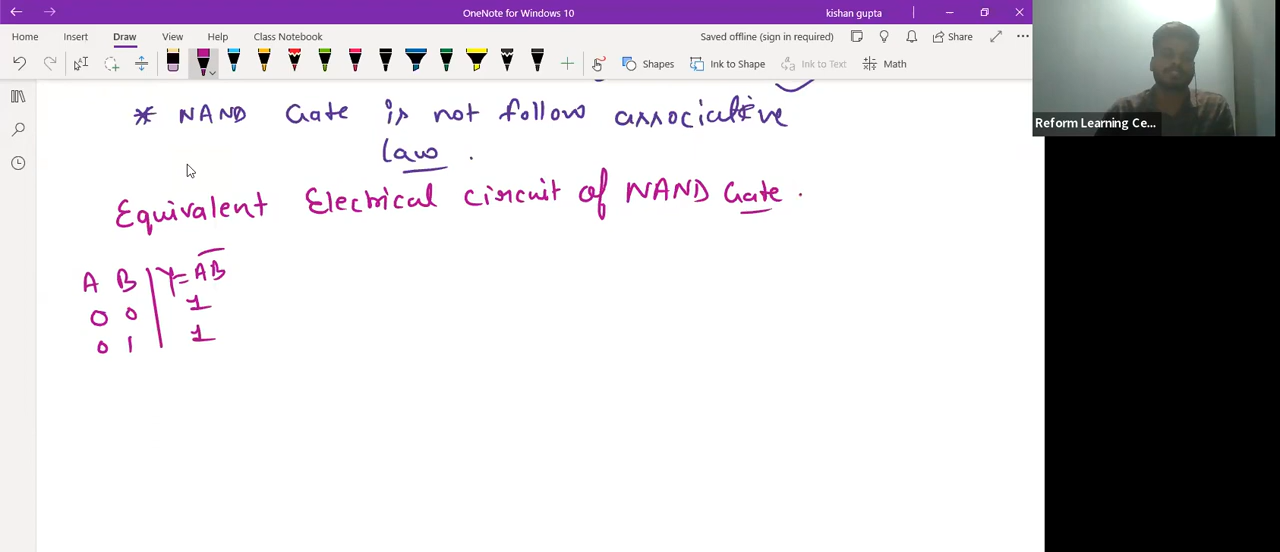 OneNote for Windows 10
kishan gupta
Home Insert Draw View Help Class Notebook
Saved offline (sign in required)
Share
Shapes
Ink to Shape
Ink to Text
Math
Reform Learning Ce...
* NAND Gate is not follow associative
law.
Equivalent Electrical circuit of NAND Gate.
A B | Y = A̅B̅
0 0 | 1
0 1 | 1